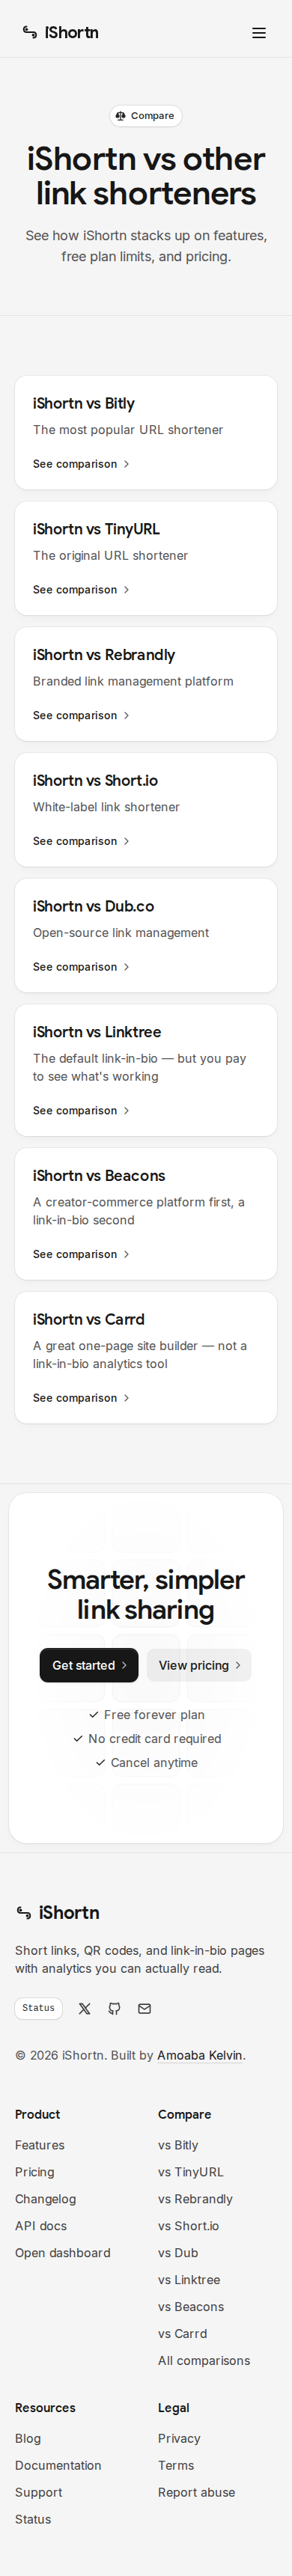 iShortn
Compare
iShortn vs other
link shorteners
See how iShortn stacks up on features,
free plan limits, and pricing.
iShortn vs Bitly
The most popular URL shortener
See comparison
iShortn vs TinyURL
The original URL shortener
See comparison
iShortn vs Rebrandly
Branded link management platform
See comparison
iShortn vs Short.io
White-label link shortener
See comparison
iShortn vs Dub.co
Open-source link management
See comparison
iShortn vs Linktree
The default link-in-bio — but you pay
to see what's working
See comparison
iShortn vs Beacons
A creator-commerce platform first, a
link-in-bio second
See comparison
iShortn vs Carrd
A great one-page site builder — not a
link-in-bio analytics tool
See comparison
Smarter, simpler
link sharing
Get started
View pricing
Free forever plan
No credit card required
Cancel anytime
iShortn
Short links, QR codes, and link-in-bio pages
with analytics you can actually read.
Status
© 2026 iShortn. Built by Amoaba Kelvin.
Product
Features
Pricing
Changelog
API docs
Open dashboard
Compare
vs Bitly
vs TinyURL
vs Rebrandly
vs Short.io
vs Dub
vs Linktree
vs Beacons
vs Carrd
All comparisons
Resources
Blog
Documentation
Support
Status
Legal
Privacy
Terms
Report abuse